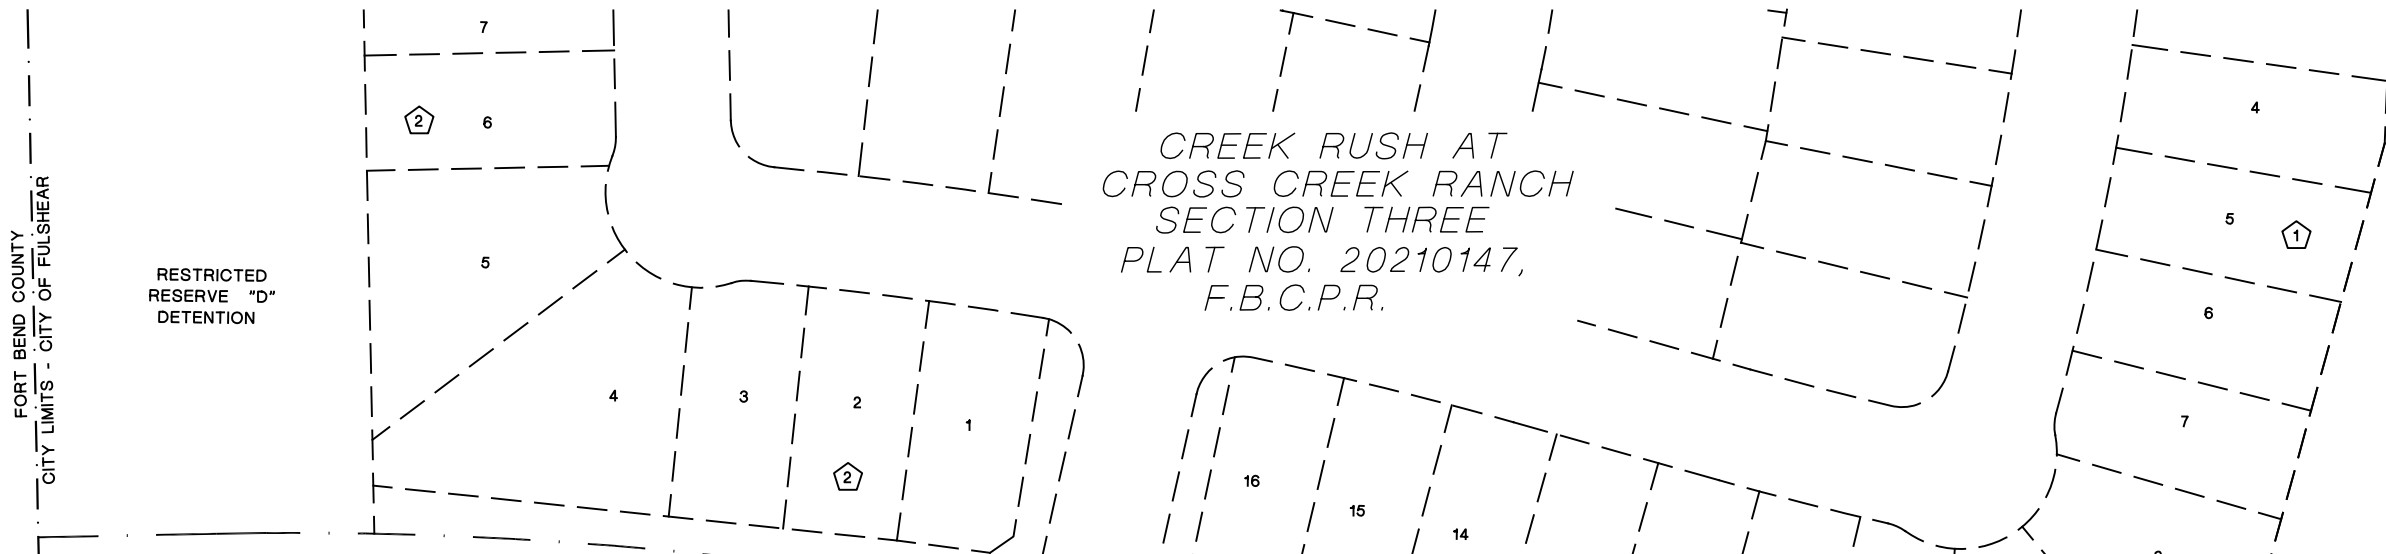 7
2 6
5
4 3 2 1
2
RESTRICTED
RESERVE "D"
DETENTION
FORT BEND COUNTY
CITY LIMITS - CITY OF FULSHEAR
CREEK RUSH AT
CROSS CREEK RANCH
SECTION THREE
PLAT NO. 20210147,
F.B.C.P.R.
4
5 1
6
7
16
15
14